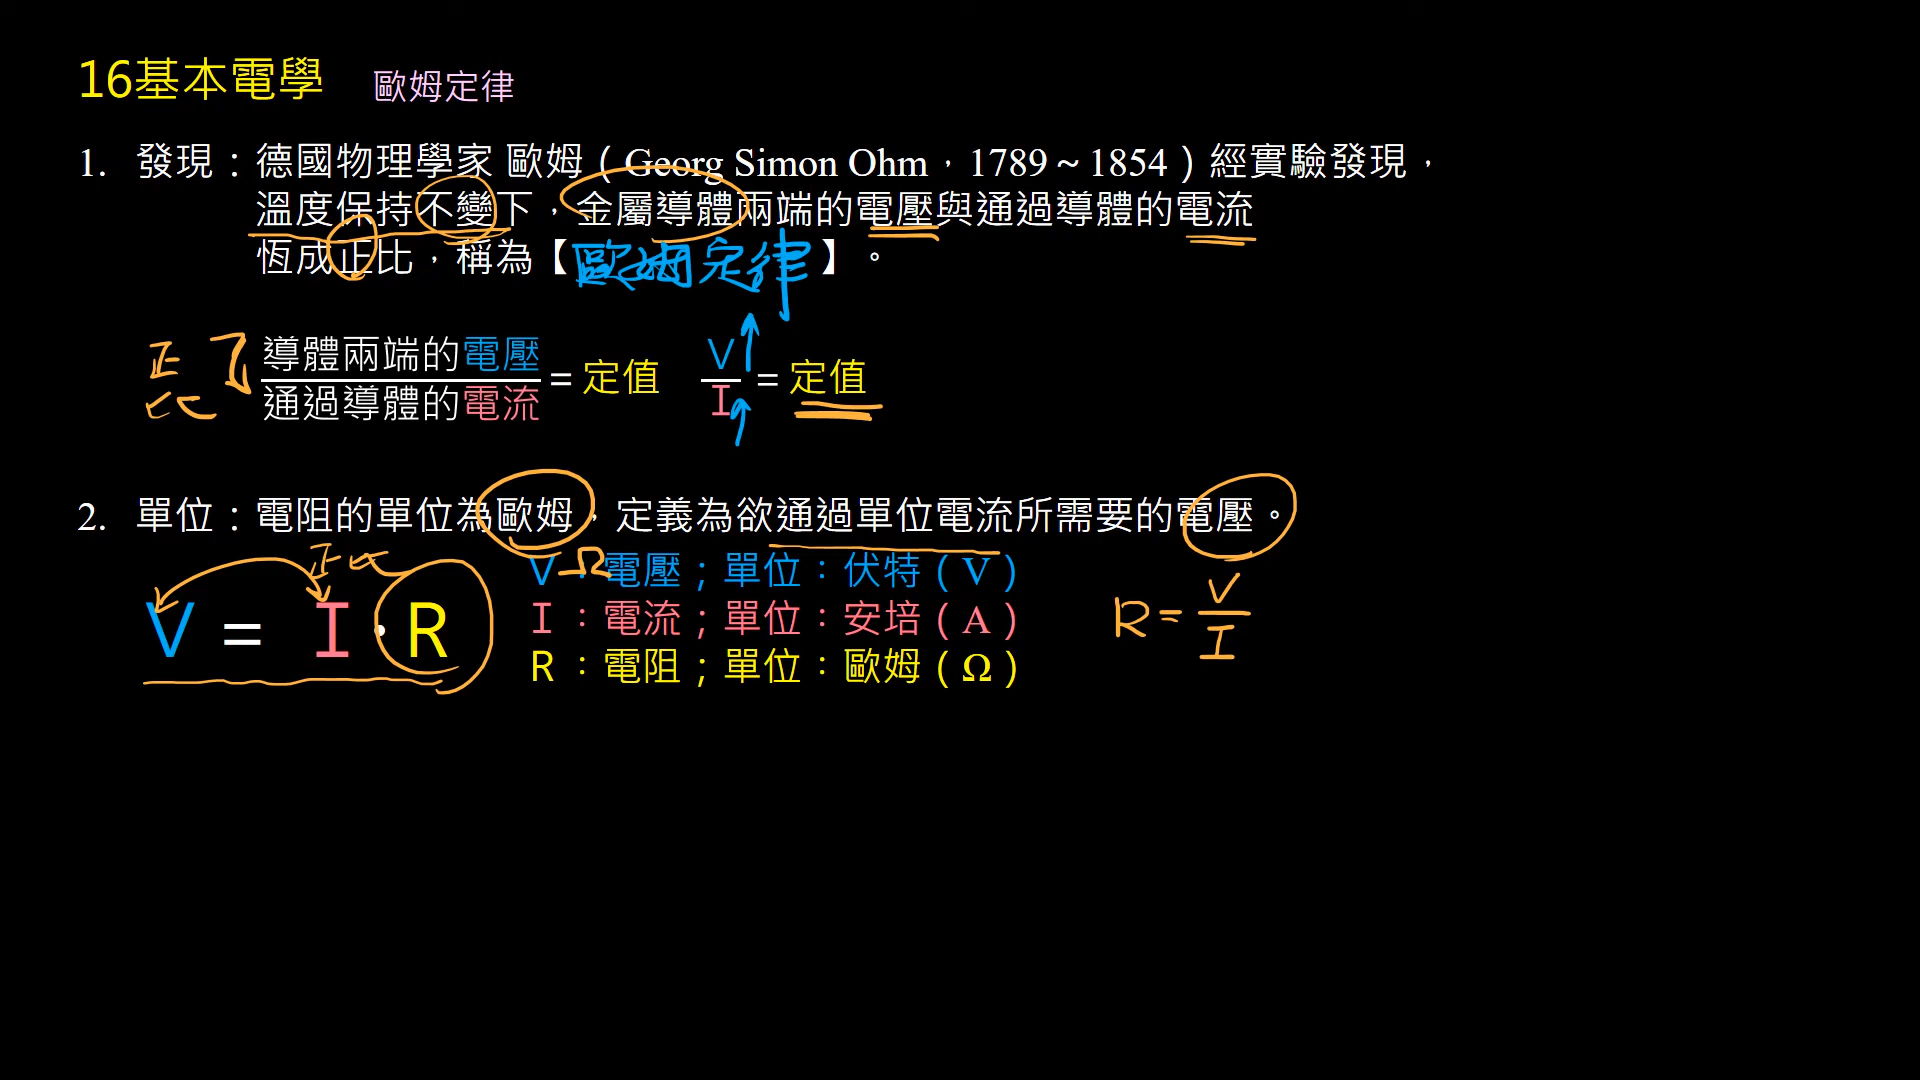 16基本電學 歐姆定律
1. 發現：德國物理學家 歐姆（Georg Simon Ohm，1789～1854）經實驗發現，
溫度保持不變下，金屬導體兩端的電壓與通過導體的電流
恆成正比，稱為【歐姆定律】。
正比
導體兩端的電壓
通過導體的電流
= 定值
V
I
= 定值
2. 單位：電阻的單位為歐姆，定義為欲通過單位電流所需要的電壓。
正比
Ω
V：電壓；單位：伏特（V）
V = I · R
I：電流；單位：安培（A）
R：電阻；單位：歐姆（Ω）
R = V
I